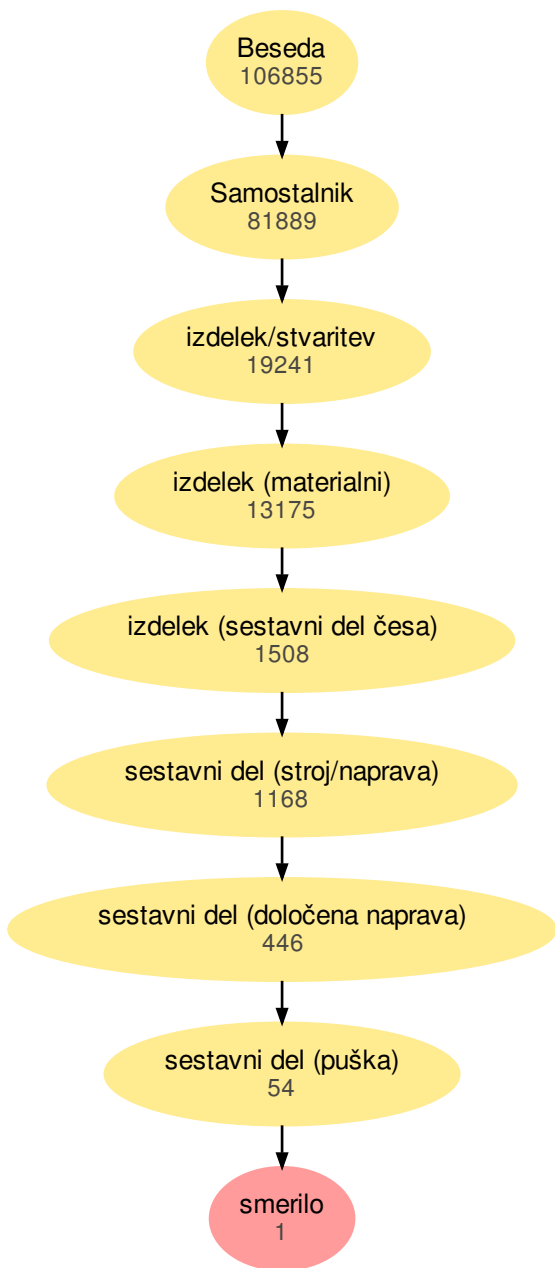 Beseda
106855
Samostalnik
81889
izdelek/stvaritev
19241
izdelek (materialni)
13175
izdelek (sestavni del česa)
1508
sestavni del (stroj/naprava)
1168
sestavni del (določena naprava)
446
sestavni del (puška)
54
smerilo
1